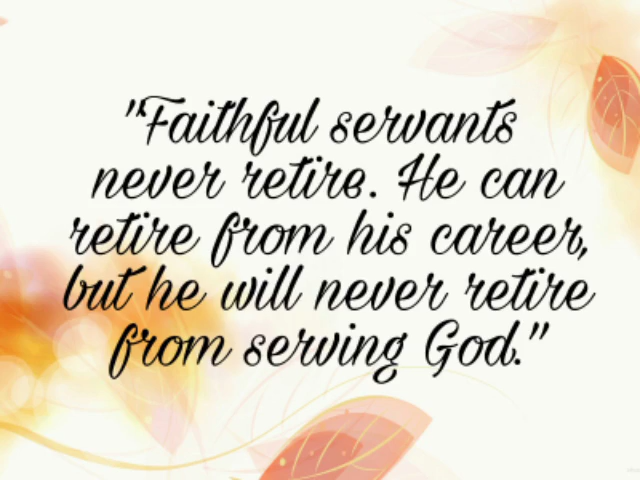 "Faithful servants
never retire. He can
retire from his career,
but he will never retire
from serving God."